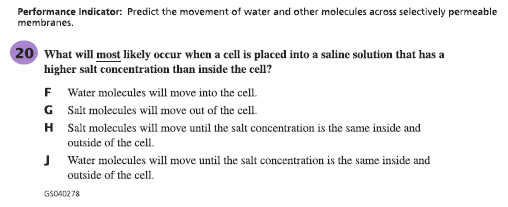 Performance Indicator: Predict the movement of water and other molecules across selectively permeable
membranes.
20 What will most likely occur when a cell is placed into a saline solution that has a
higher salt concentration than inside the cell?
F Water molecules will move into the cell.
G Salt molecules will move out of the cell.
H Salt molecules will move until the salt concentration is the same inside and
outside of the cell.
J Water molecules will move until the salt concentration is the same inside and
outside of the cell.
GS040278